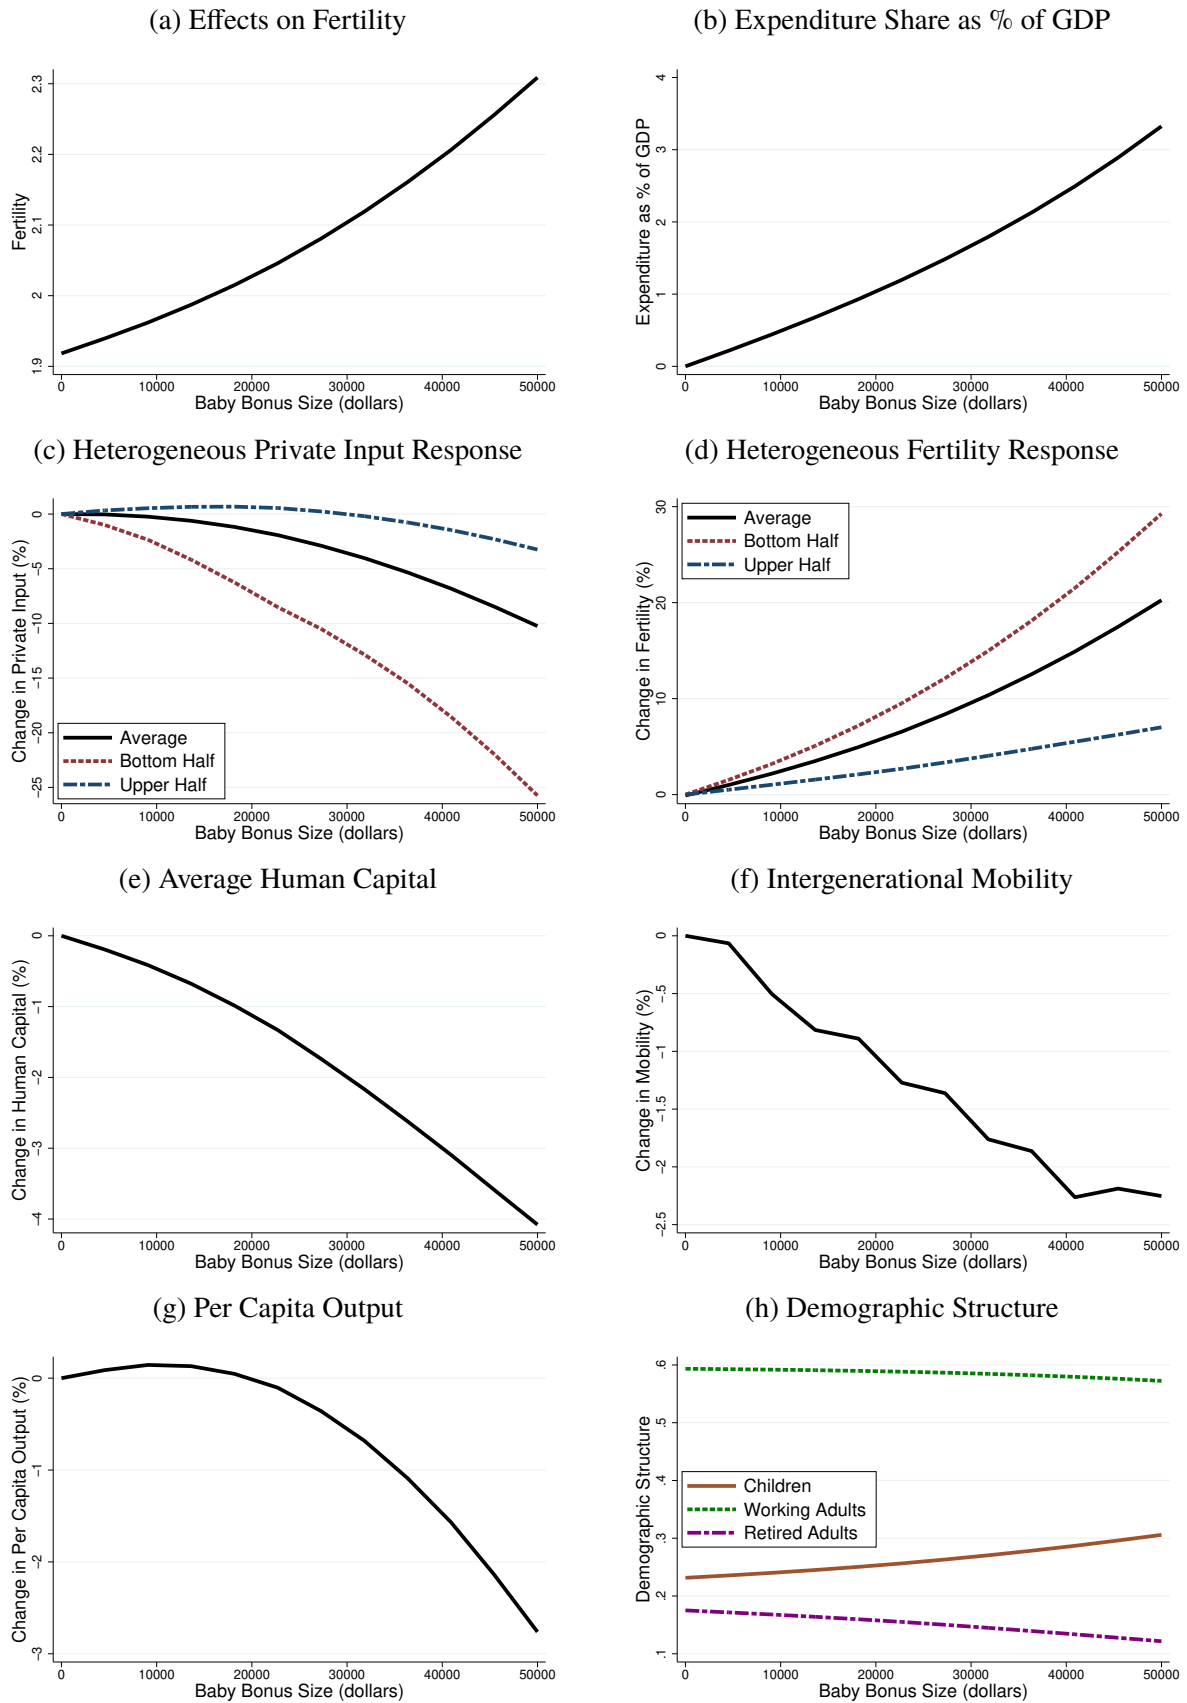 (a) Effects on Fertility
Fertility
2.3
2.2
2.1
2
1.9
0 10000 20000 30000 40000 50000
Baby Bonus Size (dollars)
(b) Expenditure Share as % of GDP
Expenditure as % of GDP
4
3
2
1
0
0 10000 20000 30000 40000 50000
Baby Bonus Size (dollars)
(c) Heterogeneous Private Input Response
Change in Private Input (%)
0
-5
-10
-15
-20
-25
Average
Bottom Half
Upper Half
0 10000 20000 30000 40000 50000
Baby Bonus Size (dollars)
(d) Heterogeneous Fertility Response
Change in Fertility (%)
30
20
10
0
Average
Bottom Half
Upper Half
0 10000 20000 30000 40000 50000
Baby Bonus Size (dollars)
(e) Average Human Capital
Change in Human Capital (%)
0
-1
-2
-3
-4
0 10000 20000 30000 40000 50000
Baby Bonus Size (dollars)
(f) Intergenerational Mobility
Change in Mobility (%)
0
-.5
-1
-1.5
-2
-2.5
0 10000 20000 30000 40000 50000
Baby Bonus Size (dollars)
(g) Per Capita Output
Change in Per Capita Output (%)
0
-1
-2
-3
0 10000 20000 30000 40000 50000
Baby Bonus Size (dollars)
(h) Demographic Structure
Demographic Structure
.6
.5
.4
.3
.2
.1
Children
Working Adults
Retired Adults
0 10000 20000 30000 40000 50000
Baby Bonus Size (dollars)